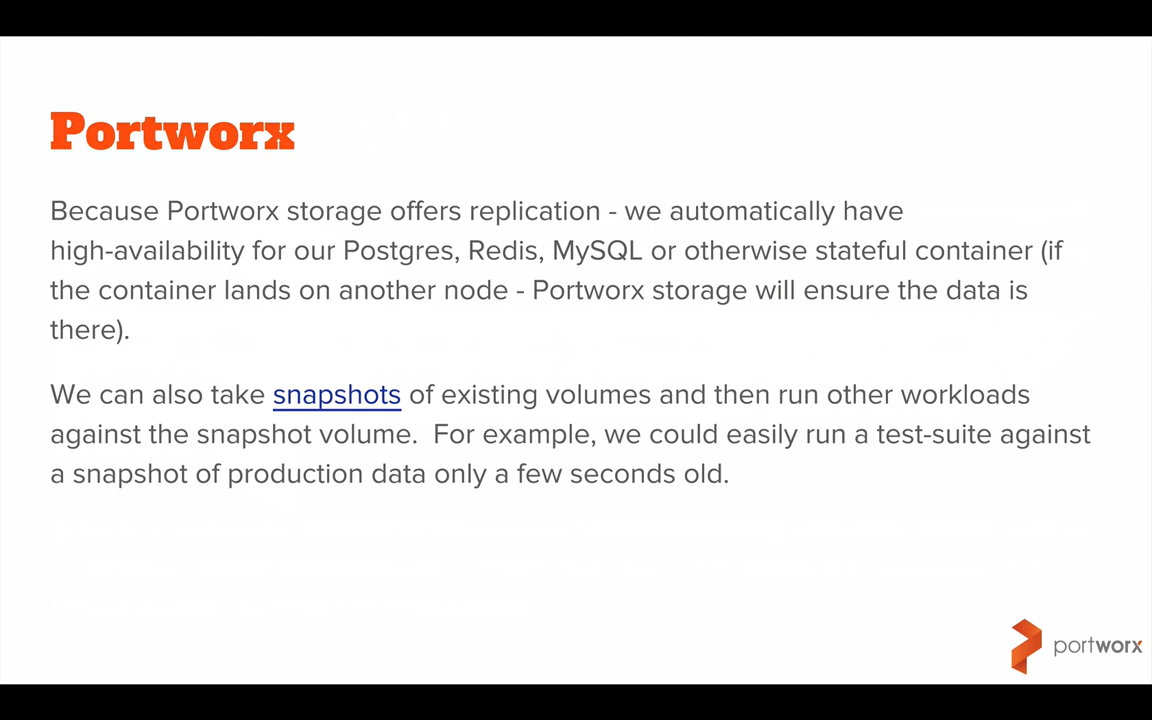 Portworx
Because Portworx storage offers replication - we automatically have
high-availability for our Postgres, Redis, MySQL or otherwise stateful container (if
the container lands on another node - Portworx storage will ensure the data is
there).
We can also take snapshots of existing volumes and then run other workloads
against the snapshot volume.  For example, we could easily run a test-suite against
a snapshot of production data only a few seconds old.
portworx